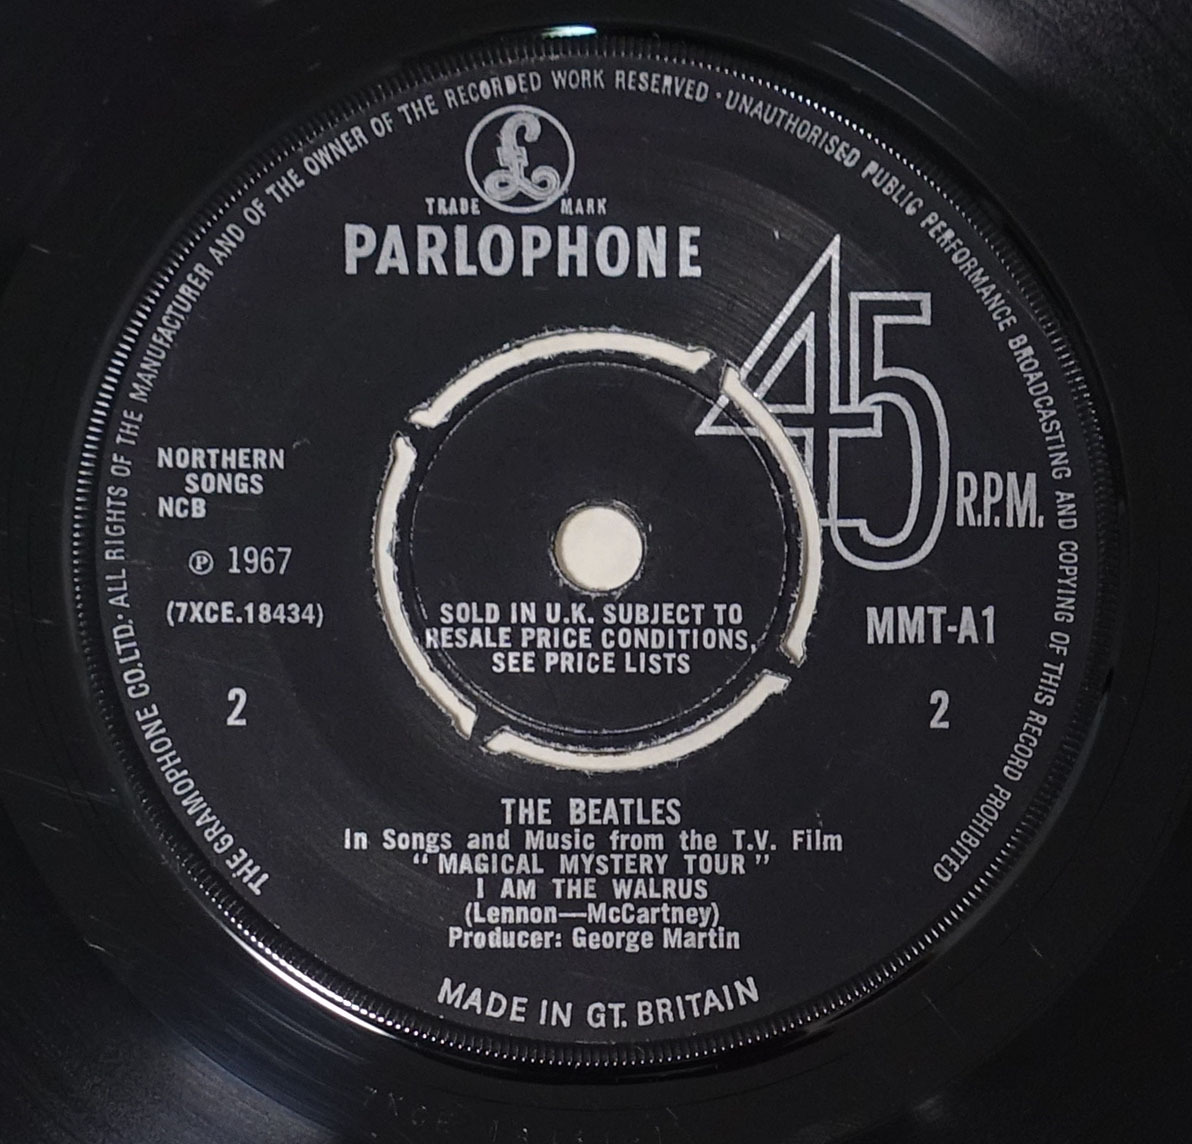 THE GRAMOPHONE CO.LTD. · ALL RIGHTS OF THE MANUFACTURER AND OF THE OWNER OF THE RECORDED WORK RESERVED · UNAUTHORISED PUBLIC PERFORMANCE BROADCASTING AND COPYING OF THIS RECORD PROHIBITED
£
TRADE MARK
PARLOPHONE
45 R.P.M.
NORTHERN
SONGS
NCB
℗ 1967
(7XCE.18434)
2
SOLD IN U.K. SUBJECT TO
RESALE PRICE CONDITIONS,
SEE PRICE LISTS
MMT-A1
2
THE BEATLES
In Songs and Music from the T.V. Film
“ MAGICAL MYSTERY TOUR ”
I AM THE WALRUS
(Lennon—McCartney)
Producer: George Martin
MADE IN GT. BRITAIN